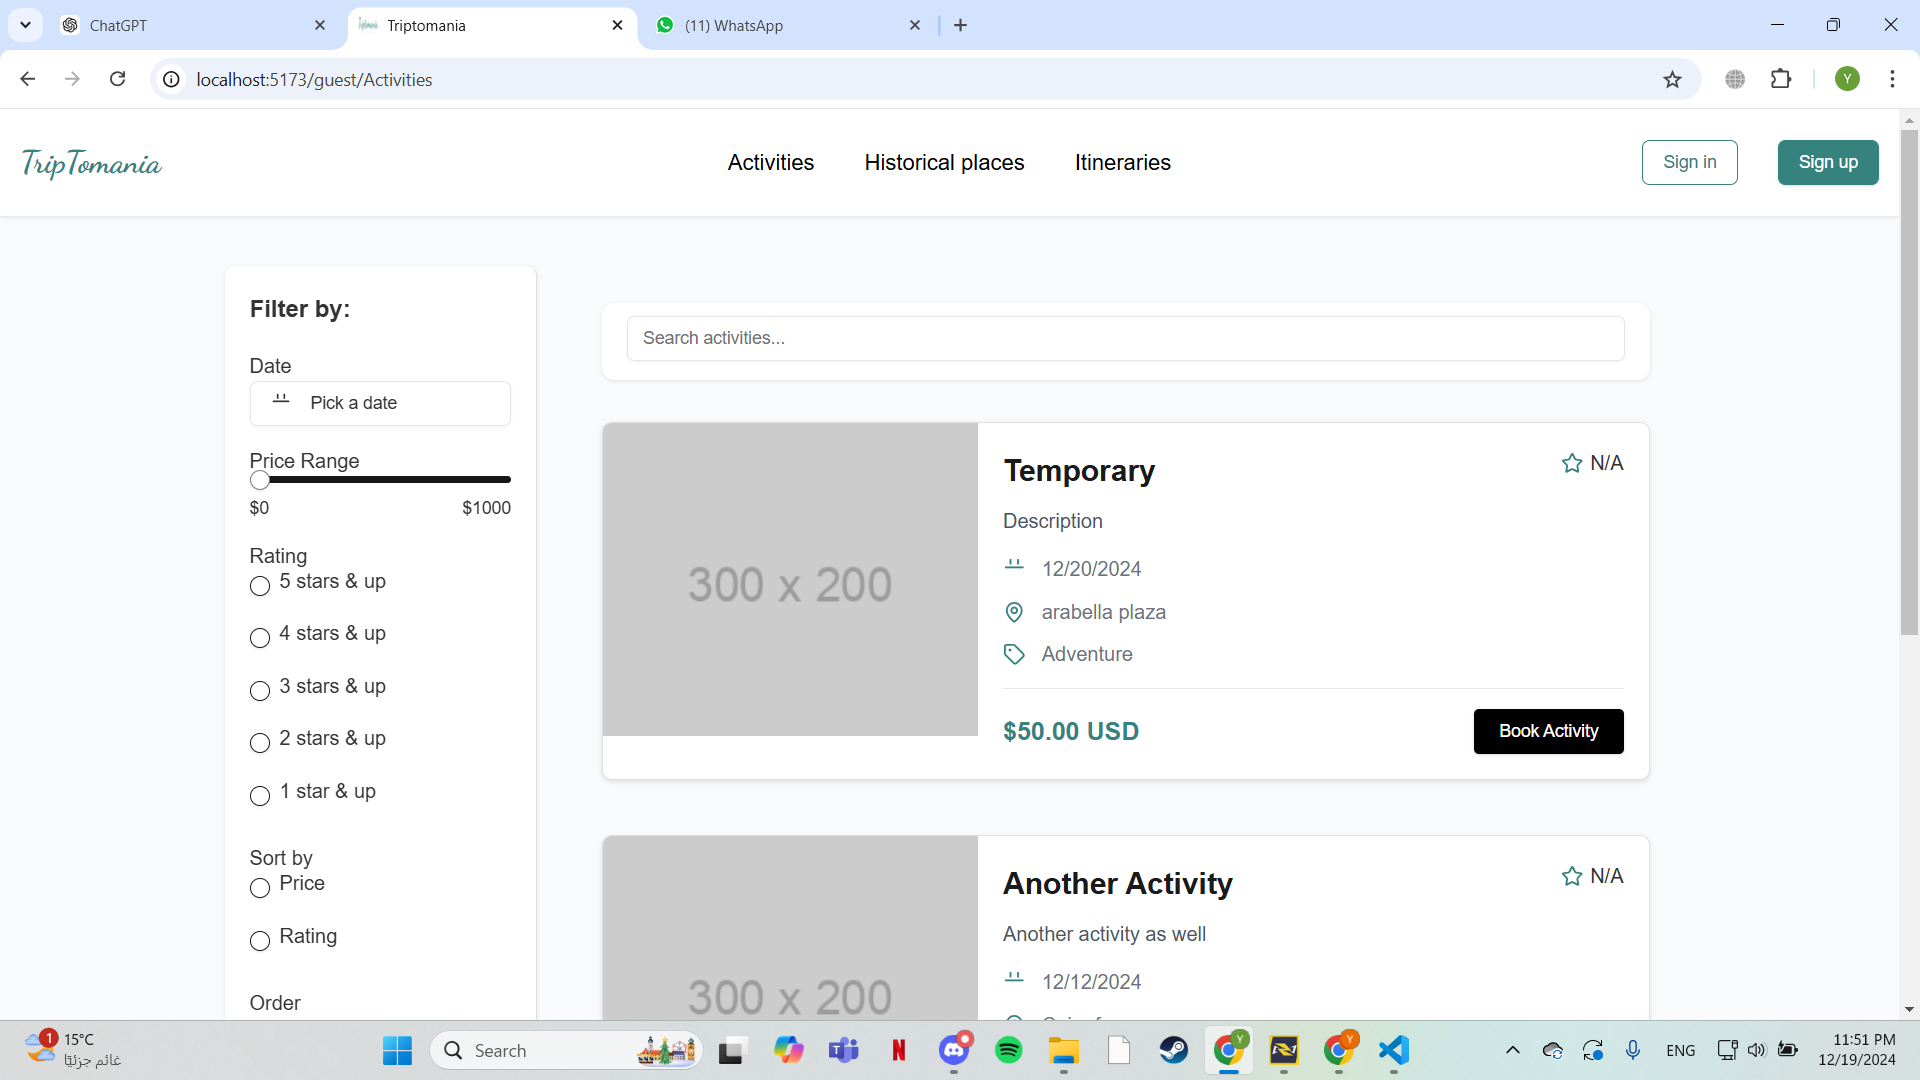 ChatGPT
Triptomania
(11) WhatsApp
localhost:5173/guest/Activities
Y
TripTomania
Activities
Historical places
Itineraries
Sign in
Sign up
Filter by:
Date
Pick a date
Price Range
$0
$1000
Rating
5 stars & up
4 stars & up
3 stars & up
2 stars & up
1 star & up
Sort by
Price
Rating
Order
Search activities...
300 x 200
Temporary
N/A
Description
12/20/2024
arabella plaza
Adventure
$50.00 USD
Book Activity
300 x 200
Another Activity
N/A
Another activity as well
12/12/2024
1
15°C
غائم جزئيًا
Search
ENG
11:51 PM
12/19/2024